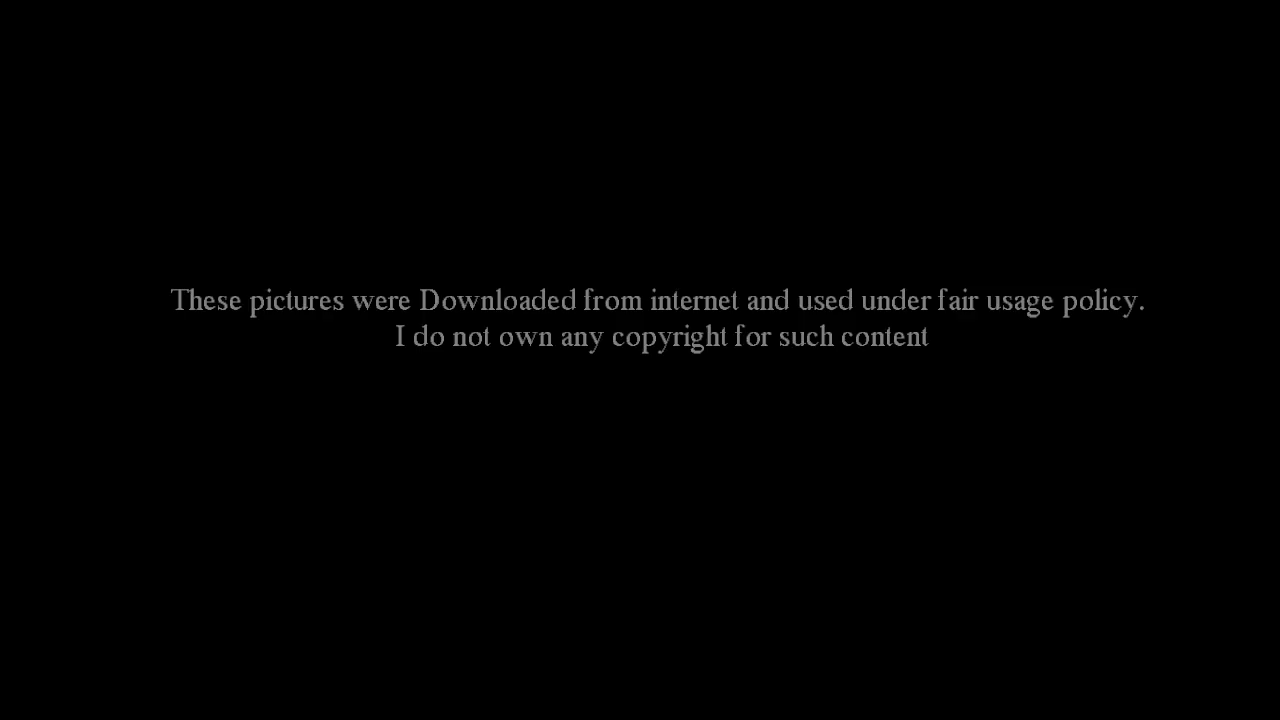 These pictures were Downloaded from internet and used under fair usage policy.
I do not own any copyright for such content